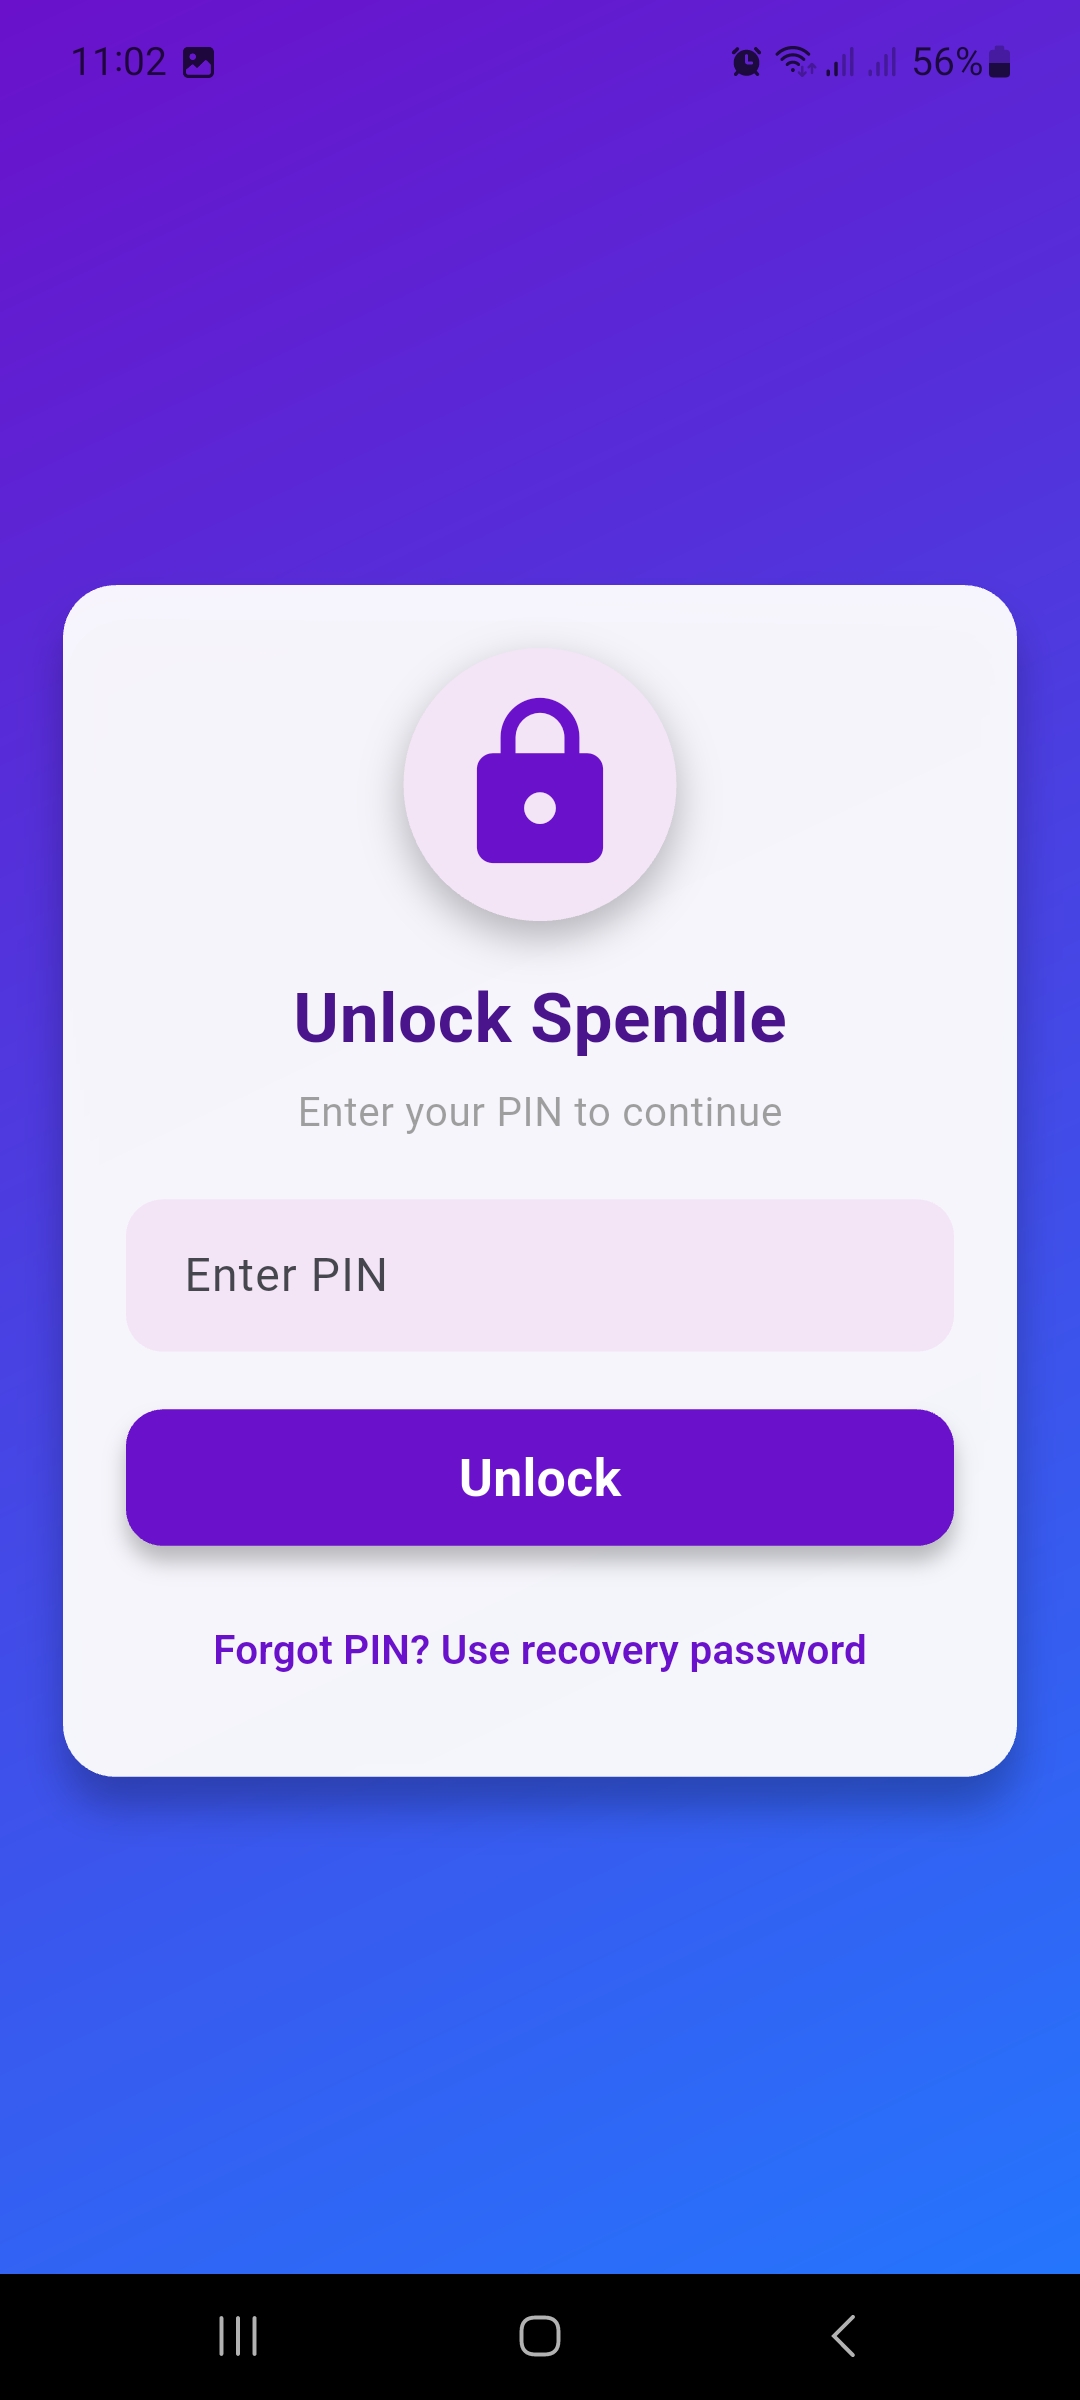 11:02 56%
Unlock Spendle
Enter your PIN to continue
Enter PIN
Unlock
Forgot PIN? Use recovery password